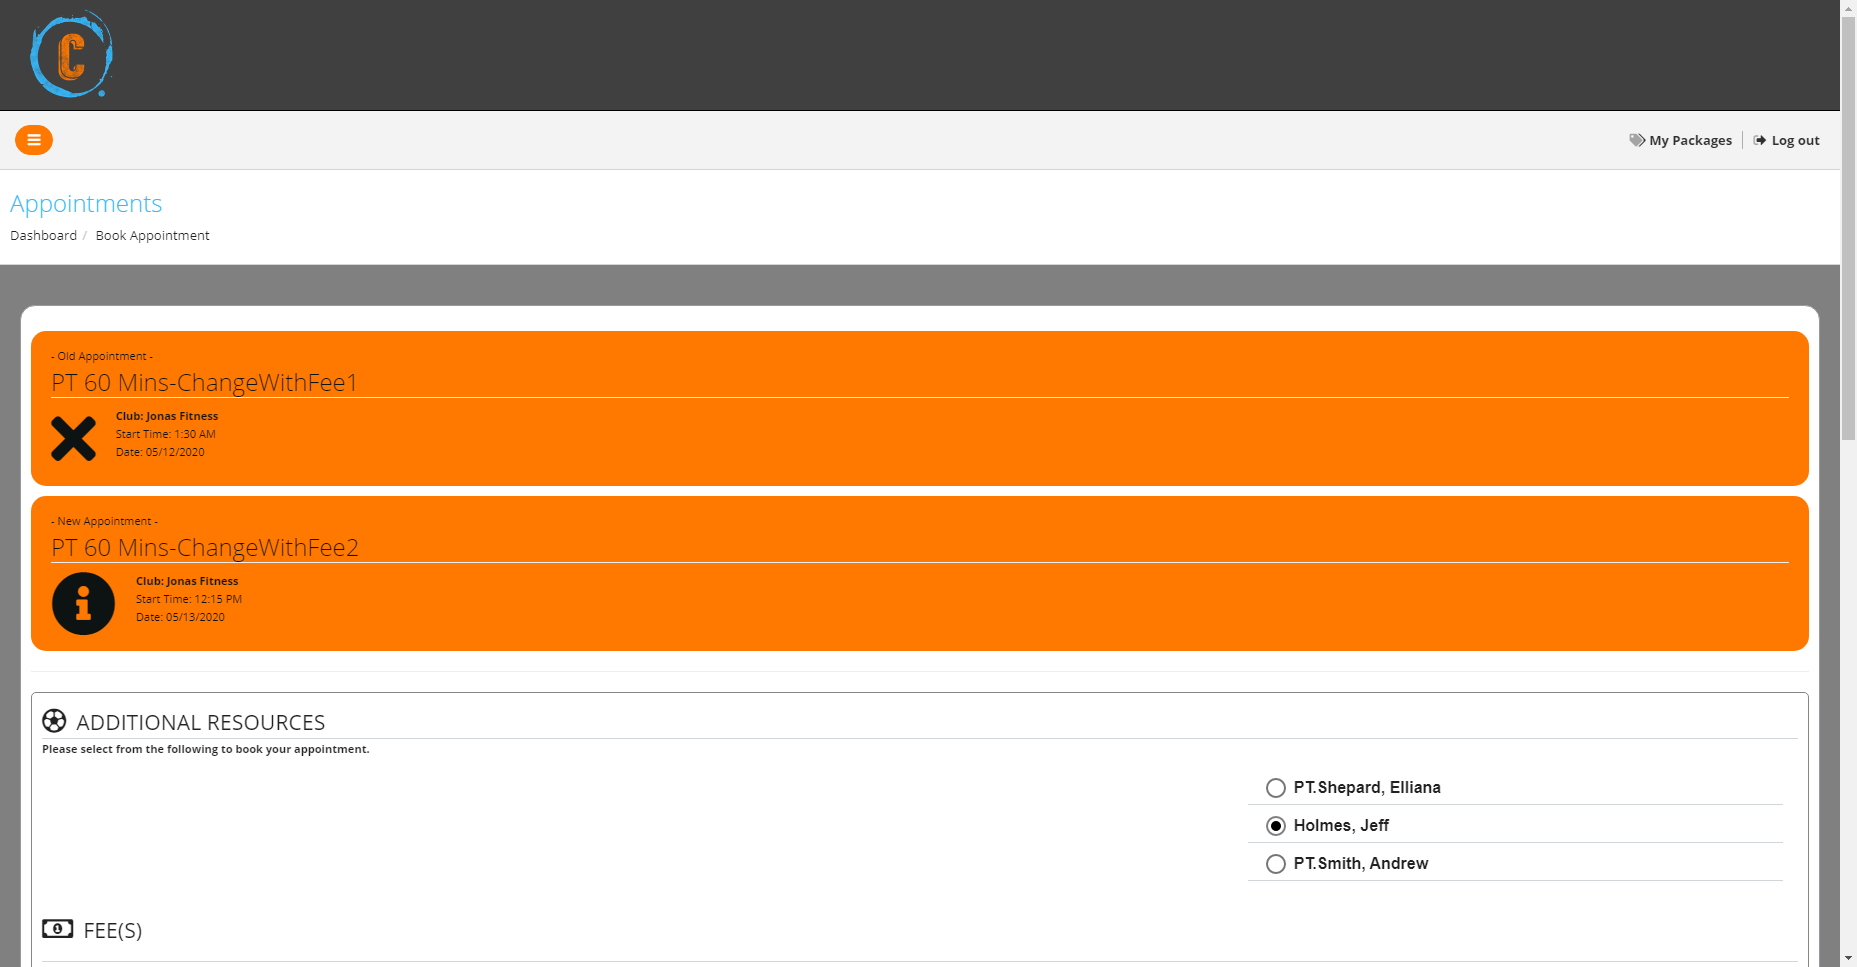 C
My Packages
Log out
Appointments
Dashboard / Book Appointment
- Old Appointment -
PT 60 Mins-ChangeWithFee1
Club: Jonas Fitness
Start Time: 1:30 AM
Date: 05/12/2020
- New Appointment -
PT 60 Mins-ChangeWithFee2
Club: Jonas Fitness
Start Time: 12:15 PM
Date: 05/13/2020
ADDITIONAL RESOURCES
Please select from the following to book your appointment.
PT.Shepard, Elliana
Holmes, Jeff
PT.Smith, Andrew
FEE(S)